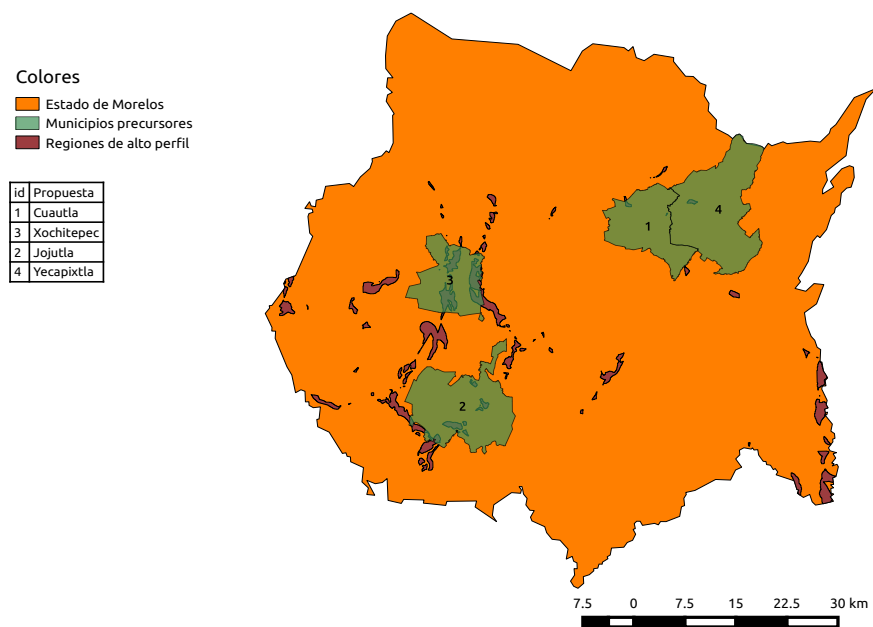 Colores
Estado de Morelos
Municipios precursores
Regiones de alto perfil
id Propuesta
1 Cuautla
3 Xochitepec
2 Jojutla
4 Yecapixtla
4
1
3
7
2
7.5 0 7.5 15 22.5 30 km